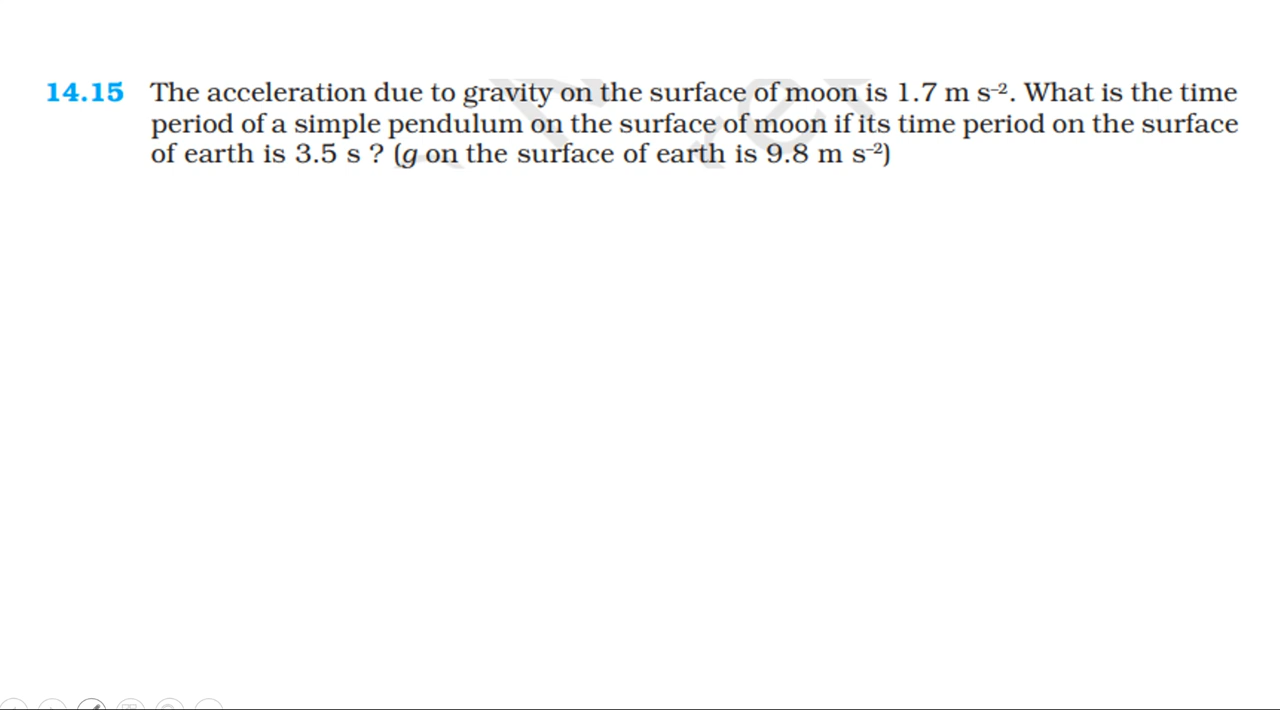 14.15 The acceleration due to gravity on the surface of moon is 1.7 m s⁻². What is the time
period of a simple pendulum on the surface of moon if its time period on the surface
of earth is 3.5 s ? (g on the surface of earth is 9.8 m s⁻²)